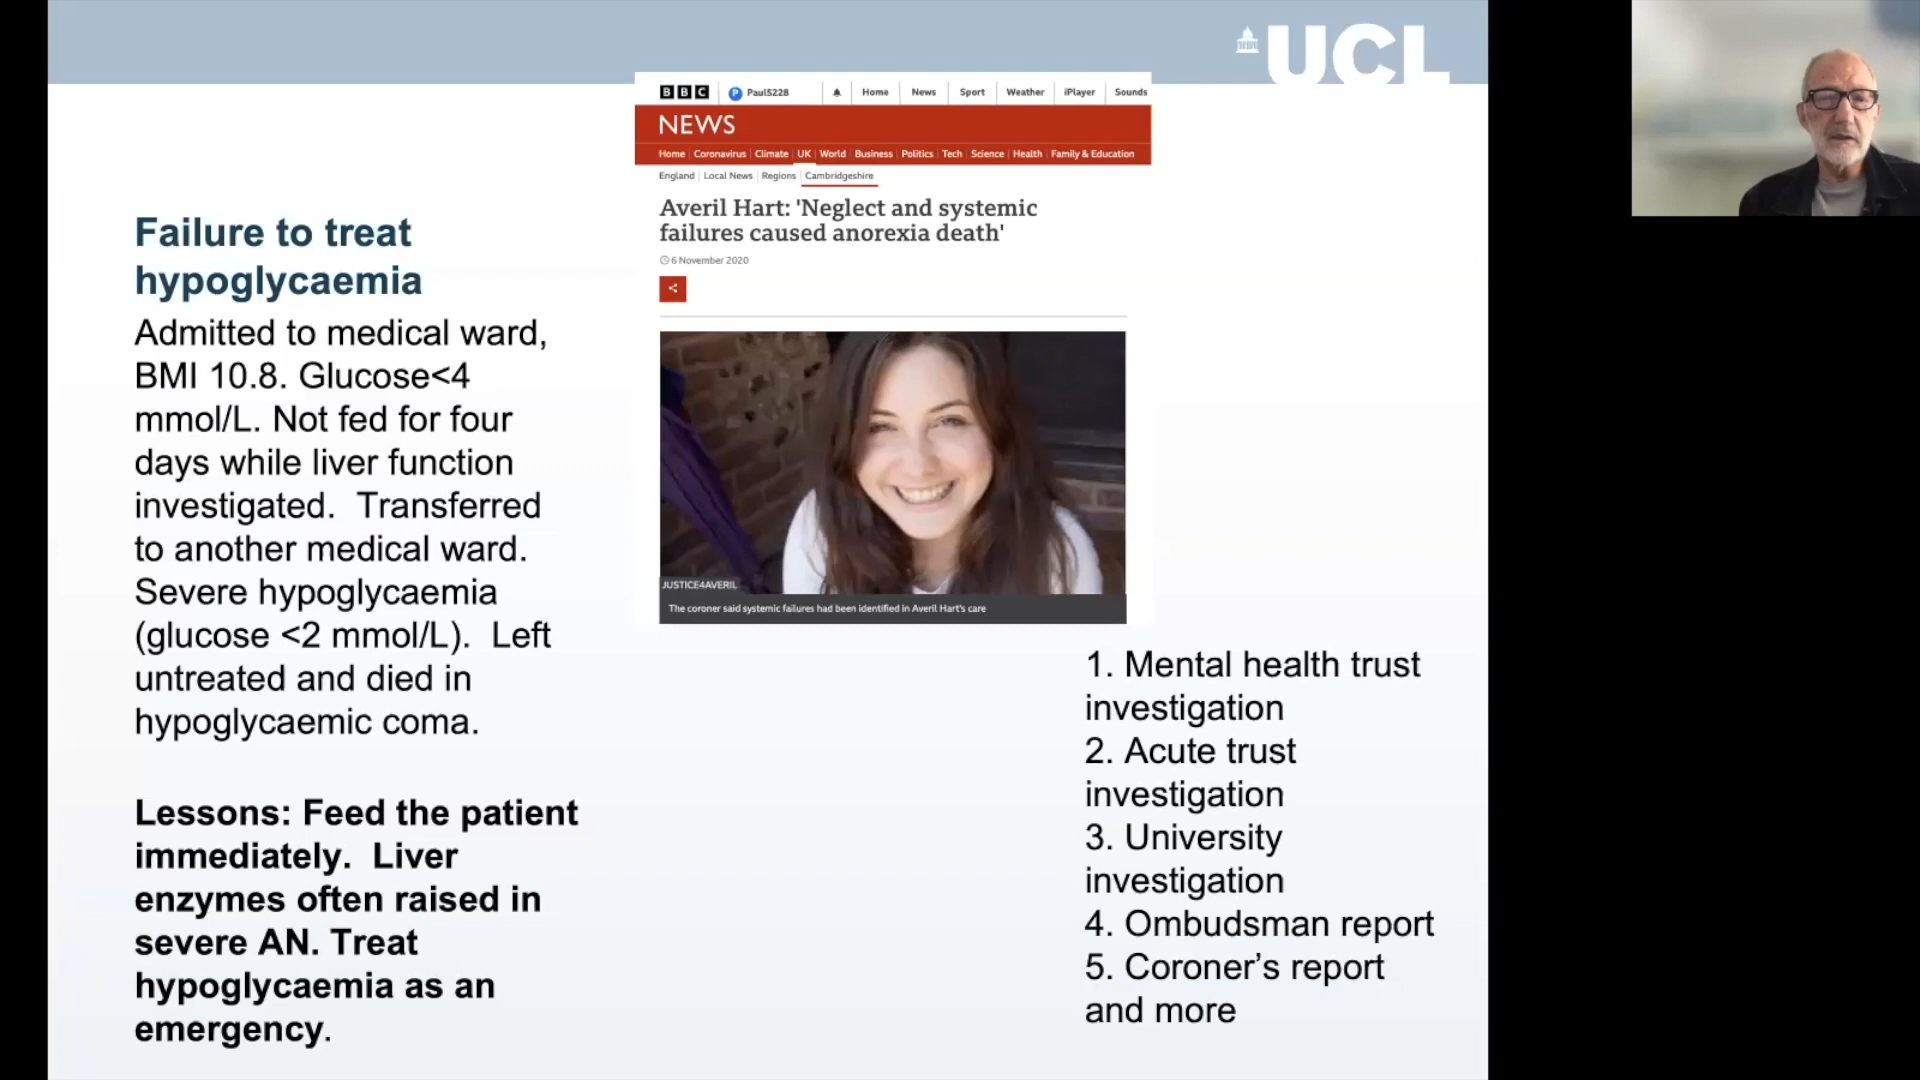 UCL
BBC
P Paul5228
Home News Sport Weather iPlayer Sounds
NEWS
Home Coronavirus Climate UK World Business Politics Tech Science Health Family & Education
England Local News Regions Cambridgeshire
Averil Hart: 'Neglect and systemic
failures caused anorexia death'
6 November 2020
JUSTICE4AVERIL
The coroner said systemic failures had been identified in Averil Hart's care
Failure to treat
hypoglycaemia
Admitted to medical ward,
BMI 10.8. Glucose<4
mmol/L. Not fed for four
days while liver function
investigated. Transferred
to another medical ward.
Severe hypoglycaemia
(glucose <2 mmol/L). Left
untreated and died in
hypoglycaemic coma.
Lessons: Feed the patient
immediately. Liver
enzymes often raised in
severe AN. Treat
hypoglycaemia as an
emergency.
1. Mental health trust
investigation
2. Acute trust
investigation
3. University
investigation
4. Ombudsman report
5. Coroner’s report
and more